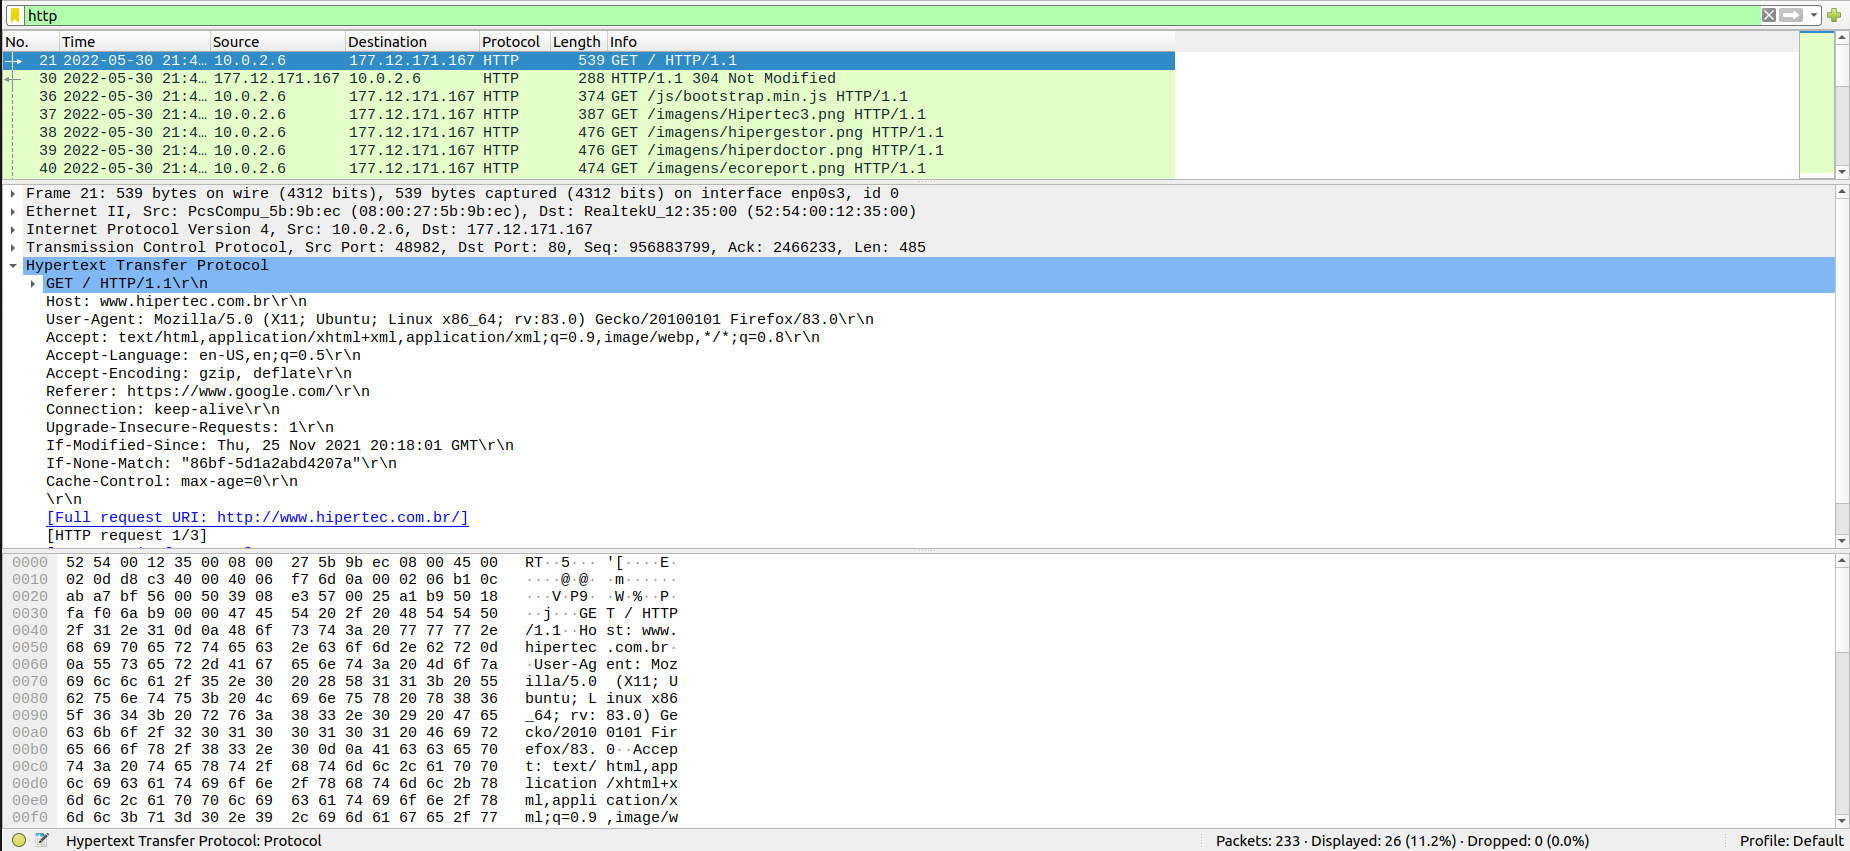 http
No. Time Source Destination Protocol Length Info
21 2022-05-30 21:4… 10.0.2.6 177.12.171.167 HTTP 539 GET / HTTP/1.1
30 2022-05-30 21:4… 177.12.171.167 10.0.2.6 HTTP 288 HTTP/1.1 304 Not Modified
36 2022-05-30 21:4… 10.0.2.6 177.12.171.167 HTTP 374 GET /js/bootstrap.min.js HTTP/1.1
37 2022-05-30 21:4… 10.0.2.6 177.12.171.167 HTTP 387 GET /imagens/Hipertec3.png HTTP/1.1
38 2022-05-30 21:4… 10.0.2.6 177.12.171.167 HTTP 476 GET /imagens/hipergestor.png HTTP/1.1
39 2022-05-30 21:4… 10.0.2.6 177.12.171.167 HTTP 476 GET /imagens/hiperdoctor.png HTTP/1.1
40 2022-05-30 21:4… 10.0.2.6 177.12.171.167 HTTP 474 GET /imagens/ecoreport.png HTTP/1.1
Frame 21: 539 bytes on wire (4312 bits), 539 bytes captured (4312 bits) on interface enp0s3, id 0
Ethernet II, Src: PcsCompu_5b:9b:ec (08:00:27:5b:9b:ec), Dst: RealtekU_12:35:00 (52:54:00:12:35:00)
Internet Protocol Version 4, Src: 10.0.2.6, Dst: 177.12.171.167
Transmission Control Protocol, Src Port: 48982, Dst Port: 80, Seq: 956883799, Ack: 2466233, Len: 485
Hypertext Transfer Protocol
GET / HTTP/1.1\r\n
Host: www.hipertec.com.br\r\n
User-Agent: Mozilla/5.0 (X11; Ubuntu; Linux x86_64; rv:83.0) Gecko/20100101 Firefox/83.0\r\n
Accept: text/html,application/xhtml+xml,application/xml;q=0.9,image/webp,*/*;q=0.8\r\n
Accept-Language: en-US,en;q=0.5\r\n
Accept-Encoding: gzip, deflate\r\n
Referer: https://www.google.com/\r\n
Connection: keep-alive\r\n
Upgrade-Insecure-Requests: 1\r\n
If-Modified-Since: Thu, 25 Nov 2021 20:18:01 GMT\r\n
If-None-Match: "86bf-5d1a2abd4207a"\r\n
Cache-Control: max-age=0\r\n
\r\n
[Full request URI: http://www.hipertec.com.br/]
[HTTP request 1/3]
0000 52 54 00 12 35 00 08 00 27 5b 9b ec 08 00 45 00 RT··5··· '[····E·
0010 02 0d d8 c3 40 00 40 06 f7 6d 0a 00 02 06 b1 0c ····@·@· ·m······
0020 ab a7 bf 56 00 50 39 08 e3 57 00 25 a1 b9 50 18 ···V·P9· ·W·%··P·
0030 fa f0 6a b9 00 00 47 45 54 20 2f 20 48 54 54 50 ··j···GE T / HTTP
0040 2f 31 2e 31 0d 0a 48 6f 73 74 3a 20 77 77 77 2e /1.1··Ho st: www.
0050 68 69 70 65 72 74 65 63 2e 63 6f 6d 2e 62 72 0d hipertec .com.br·
0060 0a 55 73 65 72 2d 41 67 65 6e 74 3a 20 4d 6f 7a ·User-Ag ent: Moz
0070 69 6c 6c 61 2f 35 2e 30 20 28 58 31 31 3b 20 55 illa/5.0 (X11; U
0080 62 75 6e 74 75 3b 20 4c 69 6e 75 78 20 78 38 36 buntu; L inux x86
0090 5f 36 34 3b 20 72 76 3a 38 33 2e 30 29 20 47 65 _64; rv: 83.0) Ge
00a0 63 6b 6f 2f 32 30 31 30 30 31 30 31 20 46 69 72 cko/2010 0101 Fir
00b0 65 66 6f 78 2f 38 33 2e 30 0d 0a 41 63 63 65 70 efox/83. 0··Accep
00c0 74 3a 20 74 65 78 74 2f 68 74 6d 6c 2c 61 70 70 t: text/ html,app
00d0 6c 69 63 61 74 69 6f 6e 2f 78 68 74 6d 6c 2b 78 lication /xhtml+x
00e0 6d 6c 2c 61 70 70 6c 69 63 61 74 69 6f 6e 2f 78 ml,appli cation/x
00f0 6d 6c 3b 71 3d 30 2e 39 2c 69 6d 61 67 65 2f 77 ml;q=0.9 ,image/w
Hypertext Transfer Protocol: Protocol Packets: 233 · Displayed: 26 (11.2%) · Dropped: 0 (0.0%) Profile: Default